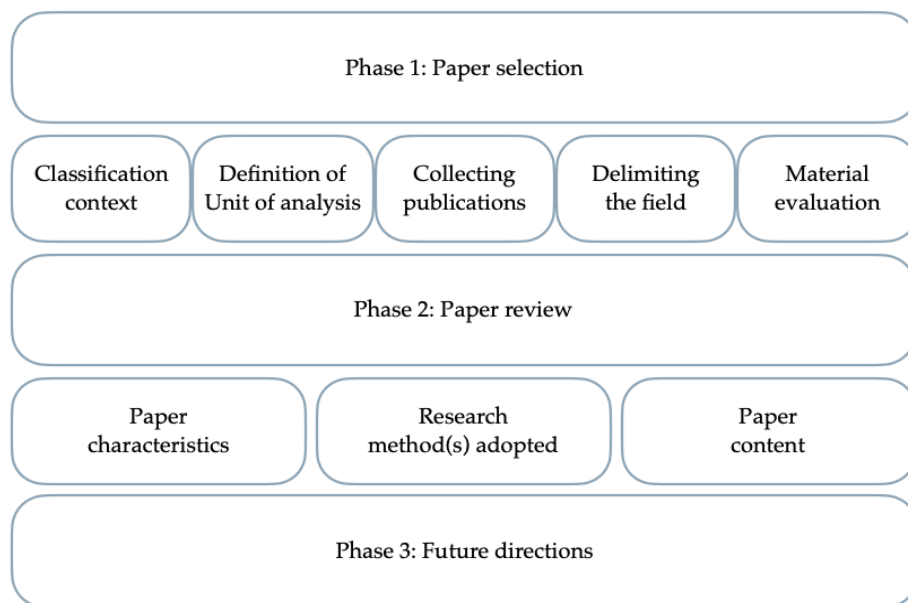 Phase 1: Paper selection
Classification
context
Definition of
Unit of analysis
Collecting
publications
Delimiting
the field
Material
evaluation
Phase 2: Paper review
Paper
characteristics
Research
method(s) adopted
Paper
content
Phase 3: Future directions